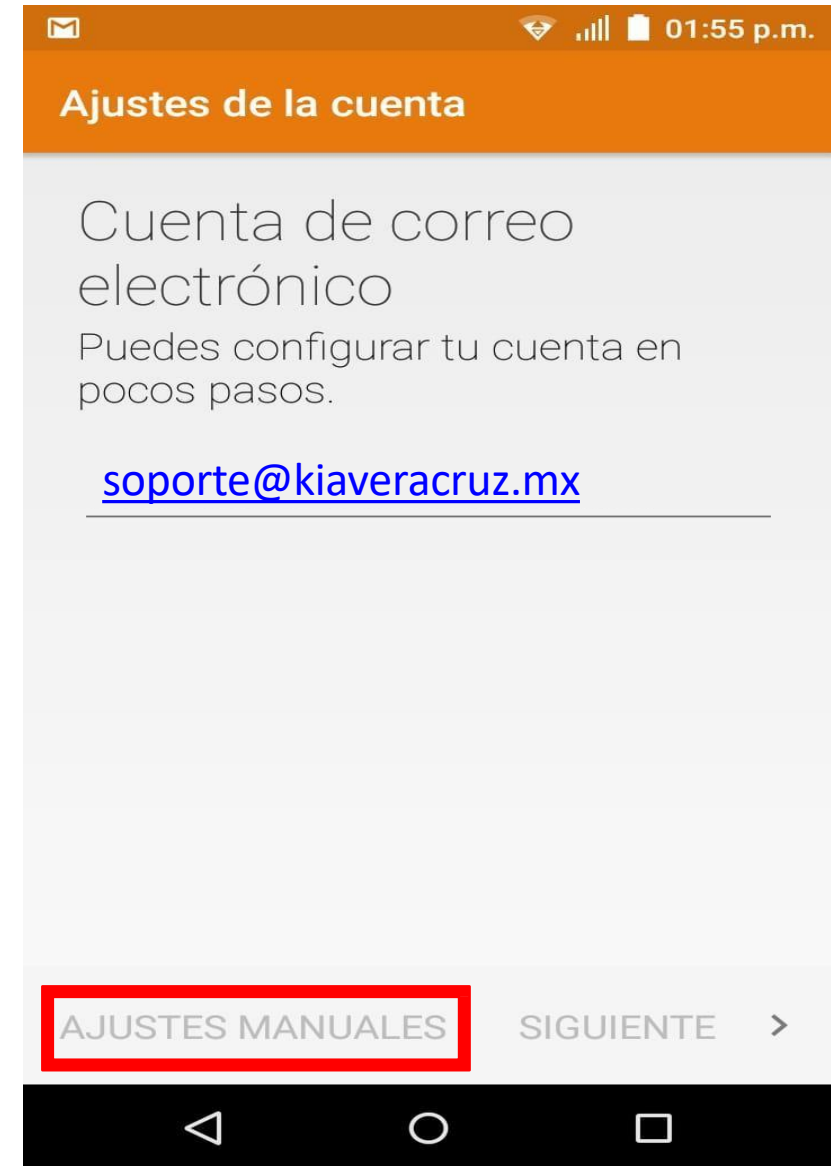 01:55 p.m.
Ajustes de la cuenta
Cuenta de correo
electrónico
Puedes configurar tu cuenta en
pocos pasos.
soporte@kiaveracruz.mx
AJUSTES MANUALES SIGUIENTE >